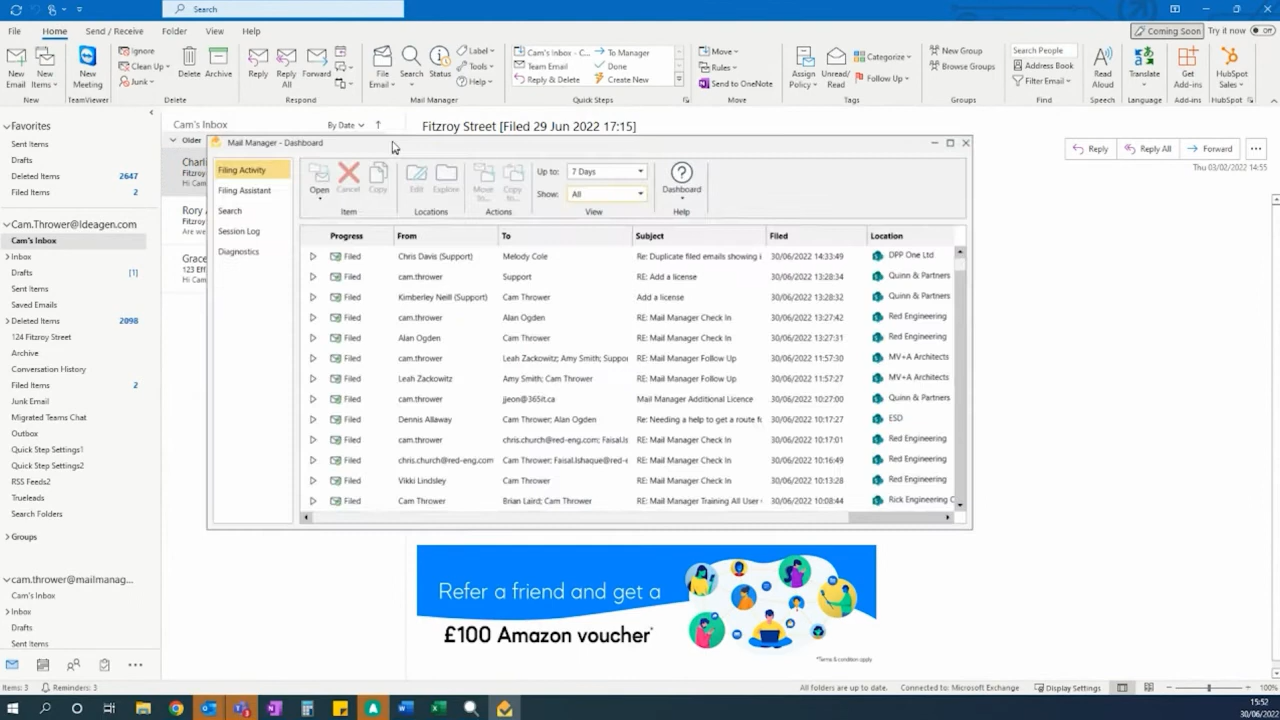 Search
File Home Send / Receive Folder View Help
Coming Soon Try it now Off
New Email
New Items
New
New Meeting
TeamViewer
Ignore
Clean Up
Junk
Delete
Archive
Delete
Reply
Reply All
Forward
Respond
File Email
Search
Status
Label
Tools
Help
Mail Manager
Cam's Inbox - C...
Team Email
Reply & Delete
To Manager
Done
Create New
Quick Steps
Move
Rules
Send to OneNote
Move
Assign Policy
Unread/ Read
Categorize
Follow Up
Tags
New Group
Browse Groups
Groups
Search People
Address Book
Filter Email
Find
Read Aloud
Speech
Translate
Language
Get Add-ins
Add-ins
HubSpot Sales
HubSpot
Favorites
Sent Items
Drafts
Deleted Items 2647
Filed Items 2
Cam.Thrower@Ideagen.com
Cam's Inbox
Inbox
Drafts [1]
Sent Items
Saved Emails
Deleted Items 2098
124 Fitzroy Street
Archive
Conversation History
Filed Items 2
Junk Email
Migrated Teams Chat
Outbox
Quick Step Settings1
Quick Step Settings2
RSS Feeds2
Trueleads
Search Folders
Groups
cam.thrower@mailmanag...
Cam's Inbox
Inbox
Drafts
Sent Items
Cam's Inbox By Date
Older
Charli
Fitzroy
Hi Cam
Rory
Fitzroy
Are we
Grace
123 Eff
Hi Cam
Fitzroy Street [Filed 29 Jun 2022 17:15]
Reply Reply All Forward
Thu 03/02/2022 14:55
Mail Manager - Dashboard
Filing Activity
Filing Assistant
Search
Session Log
Diagnostics
Open Cancel Copy
Item
Edit Explore
Locations
Move to... Copy to...
Actions
Up to: 7 Days
Show: All
View
Dashboard
Help
Progress From To Subject Filed Location
Filed Chris Davis (Support) Melody Cole Re: Duplicate filed emails showing i 30/06/2022 14:33:49 DPP One Ltd
Filed cam.thrower Support RE: Add a license 30/06/2022 13:28:34 Quinn & Partners
Filed Kimberley Neill (Support) Cam Thrower Add a license 30/06/2022 13:28:32 Quinn & Partners
Filed cam.thrower Alan Ogden RE: Mail Manager Check In 30/06/2022 13:27:42 Red Engineering
Filed Alan Ogden Cam Thrower RE: Mail Manager Check In 30/06/2022 13:27:31 Red Engineering
Filed cam.thrower Leah Zackowitz; Amy Smith; Suppor RE: Mail Manager Follow Up 30/06/2022 11:57:30 MV+A Architects
Filed Leah Zackowitz Amy Smith; Cam Thrower RE: Mail Manager Follow Up 30/06/2022 11:57:27 MV+A Architects
Filed cam.thrower jjeon@365it.ca Mail Manager Additional Licence 30/06/2022 10:27:00 Quinn & Partners
Filed Dennis Allaway Cam Thrower; Alan Ogden Re: Needing a help to get a route f 30/06/2022 10:17:27 ESD
Filed cam.thrower chris.church@red-eng.com; Faisal.Is RE: Mail Manager Check In 30/06/2022 10:17:01 Red Engineering
Filed chris.church@red-eng.com Cam Thrower; Faisal.Ishaque@red-e RE: Mail Manager Check In 30/06/2022 10:16:49 Red Engineering
Filed Vikki Lindsley Cam Thrower RE: Mail Manager Check In 30/06/2022 10:13:28 Red Engineering
Filed Cam Thrower Brian Laird; Cam Thrower RE: Mail Manager Training All User 30/06/2022 10:08:44 Rick Engineering C
Refer a friend and get a
£100 Amazon voucher*
*Terms & condition apply
Items: 3 Reminders: 3 All folders are up to date. Connected to: Microsoft Exchange Display Settings 100%
15:52
30/06/2022